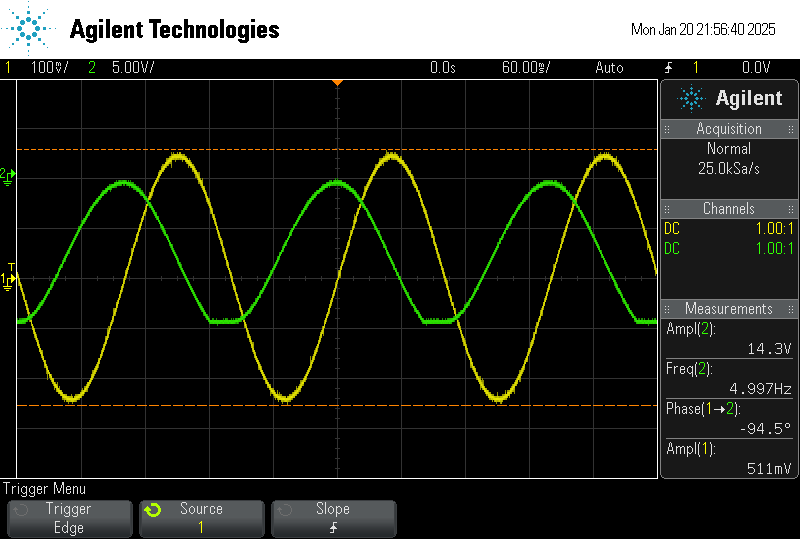 Agilent Technologies
Mon Jan 20 21:56:40 2025
1 100mV/ 2 5.00V/ 0.0s 60.00ms/ Auto 1 0.0V
Agilent
Acquisition
Normal
25.0kSa/s
Channels
DC 1.00:1
DC 1.00:1
Measurements
Ampl(2):
14.3V
Freq(2):
4.997Hz
Phase(1→2):
-94.5°
Ampl(1):
511mV
2
T
1
Trigger Menu
Trigger
Edge
Source
1
Slope